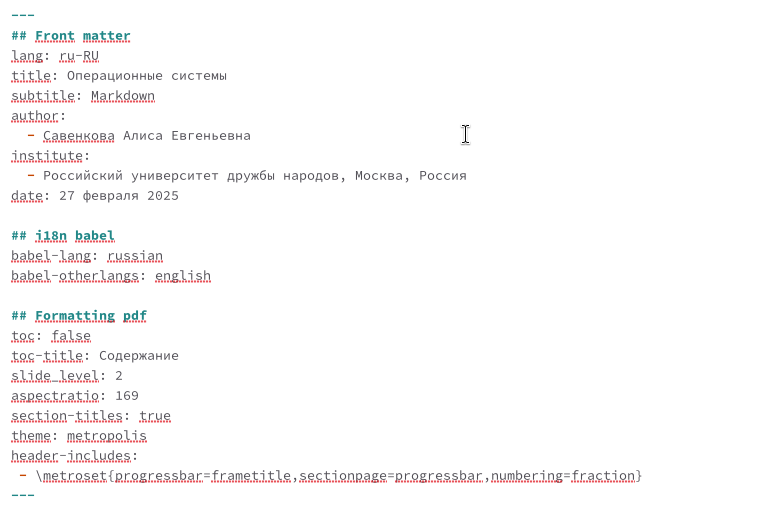 ---
## Front matter
lang: ru-RU
title: Операционные системы
subtitle: Markdown
author:
  - Савенкова Алиса Евгеньевна
institute:
  - Российский университет дружбы народов, Москва, Россия
date: 27 февраля 2025

## i18n babel
babel-lang: russian
babel-otherlangs: english

## Formatting pdf
toc: false
toc-title: Содержание
slide_level: 2
aspectratio: 169
section-titles: true
theme: metropolis
header-includes:
 - \metroset{progressbar=frametitle,sectionpage=progressbar,numbering=fraction}
---